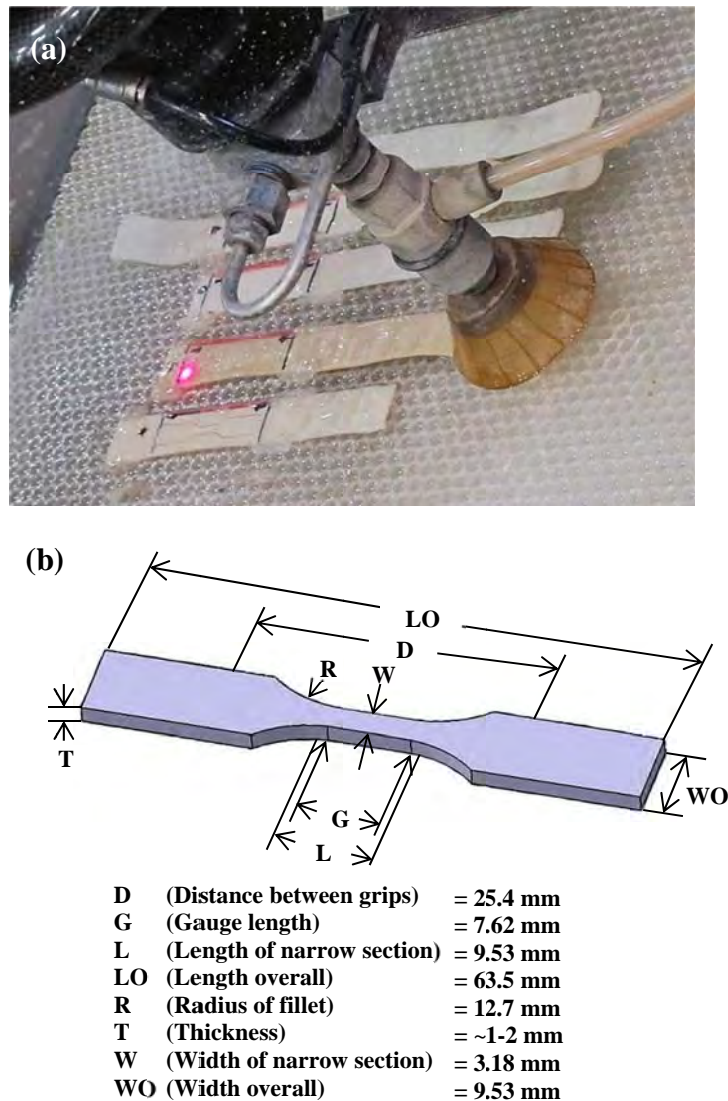 (a)
(b)
LO
D
R
W
T
WO
G
L
D (Distance between grips) = 25.4 mm
G (Gauge length) = 7.62 mm
L (Length of narrow section) = 9.53 mm
LO (Length overall) = 63.5 mm
R (Radius of fillet) = 12.7 mm
T (Thickness) = ~1-2 mm
W (Width of narrow section) = 3.18 mm
WO (Width overall) = 9.53 mm